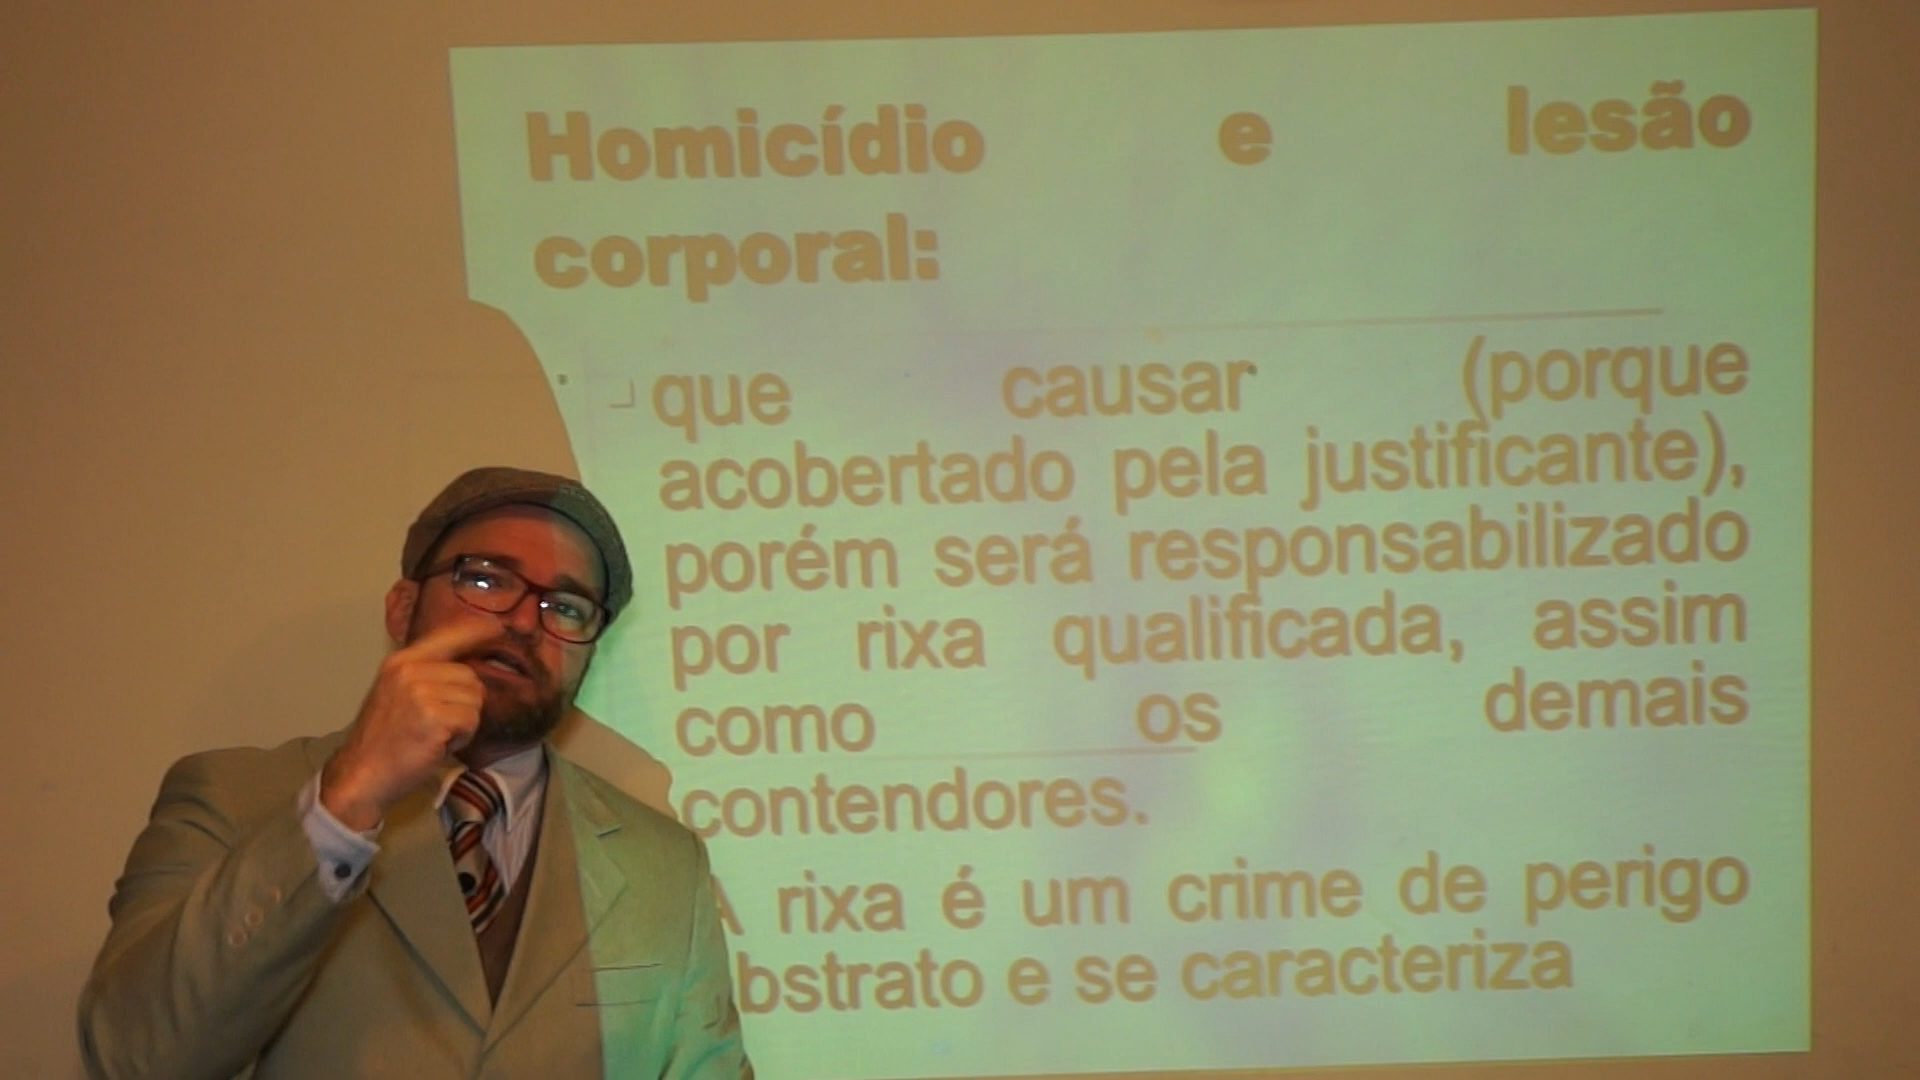 Homicídio e lesão
corporal:
que causar (porque
acobertado pela justificante),
porém será responsabilizado
por rixa qualificada, assim
como os demais
contendores.
A rixa é um crime de perigo
bstrato e se caracteriza